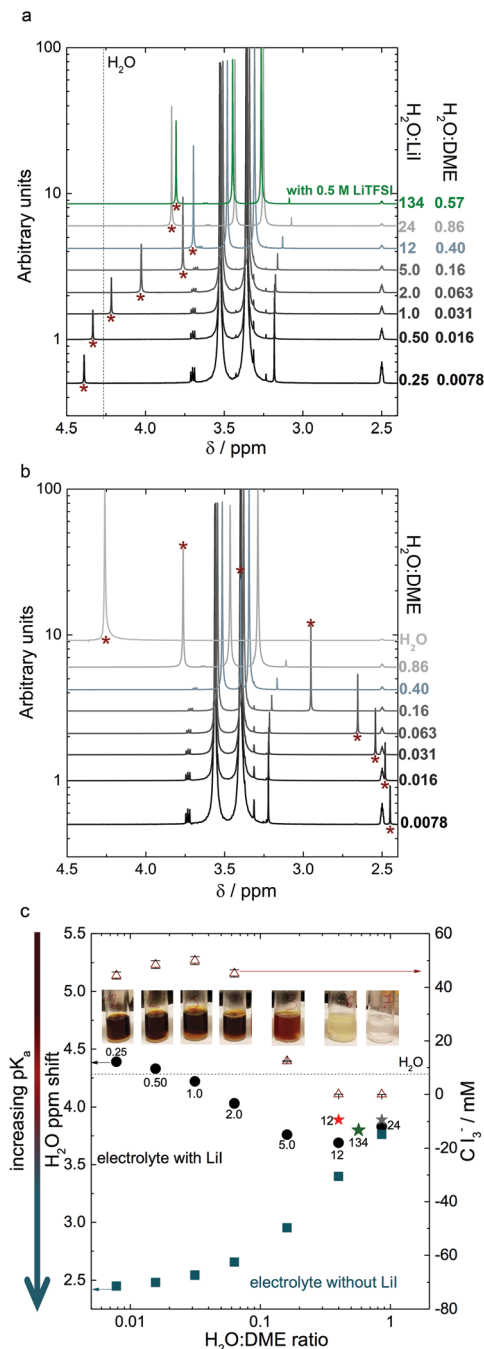 a
100
10
1
Arbitrary units
H₂O
H₂O:LiI
H₂O:DME
with 0.5 M LiTFSI
134 0.57
24 0.86
12 0.40
5.0 0.16
2.0 0.063
1.0 0.031
0.50 0.016
0.25 0.0078
4.5 4.0 3.5 3.0 2.5
δ / ppm
b
100
10
1
Arbitrary units
H₂O:DME
H₂O
0.86
0.40
0.16
0.063
0.031
0.016
0.0078
4.5 4.0 3.5 3.0 2.5
δ / ppm
c
increasing pKₐ
H₂O ppm shift
5.5
5.0
4.5
4.0
3.5
3.0
2.5
60
40
20
0
-20
-40
-60
-80
C I₃⁻ / mM
H₂O
0.25
0.50
1.0
2.0
5.0
12
12
134
24
electrolyte with LiI
electrolyte without LiI
0.01 0.1 1
H₂O:DME ratio